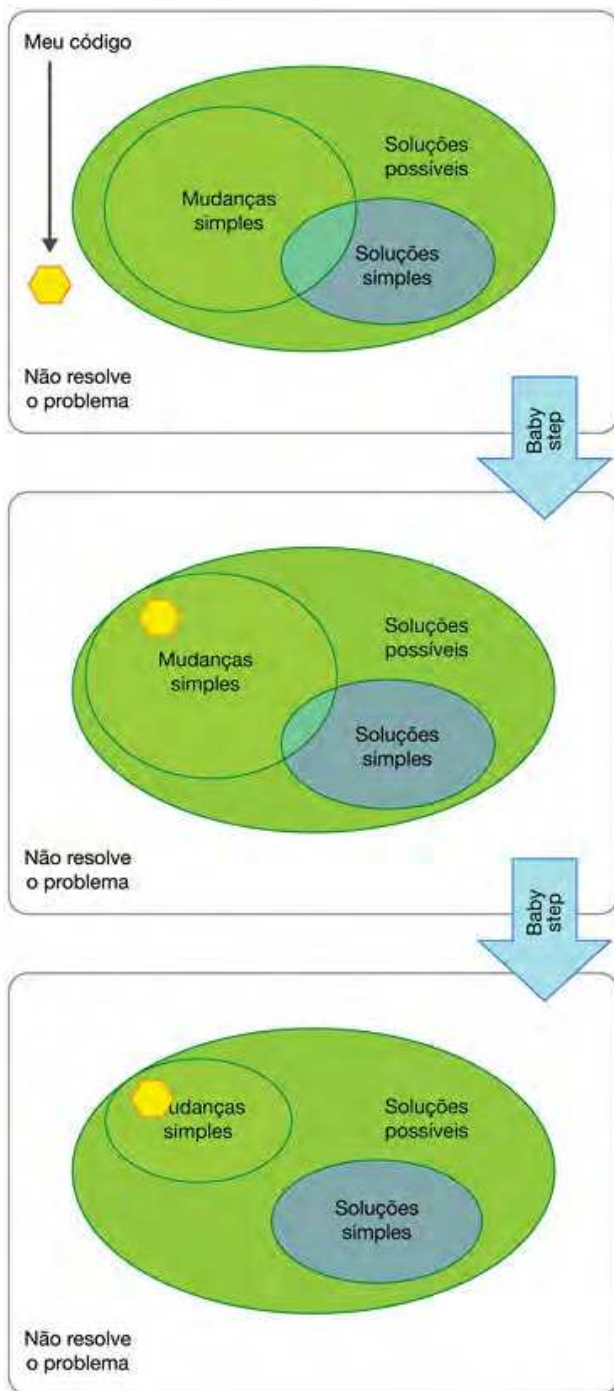 Meu código
Soluções
possíveis
Mudanças
simples
Soluções
simples
Não resolve
o problema
Baby
step
Soluções
possíveis
Mudanças
simples
Soluções
simples
Não resolve
o problema
Baby
step
Mudanças
simples
Soluções
possíveis
Soluções
simples
Não resolve
o problema